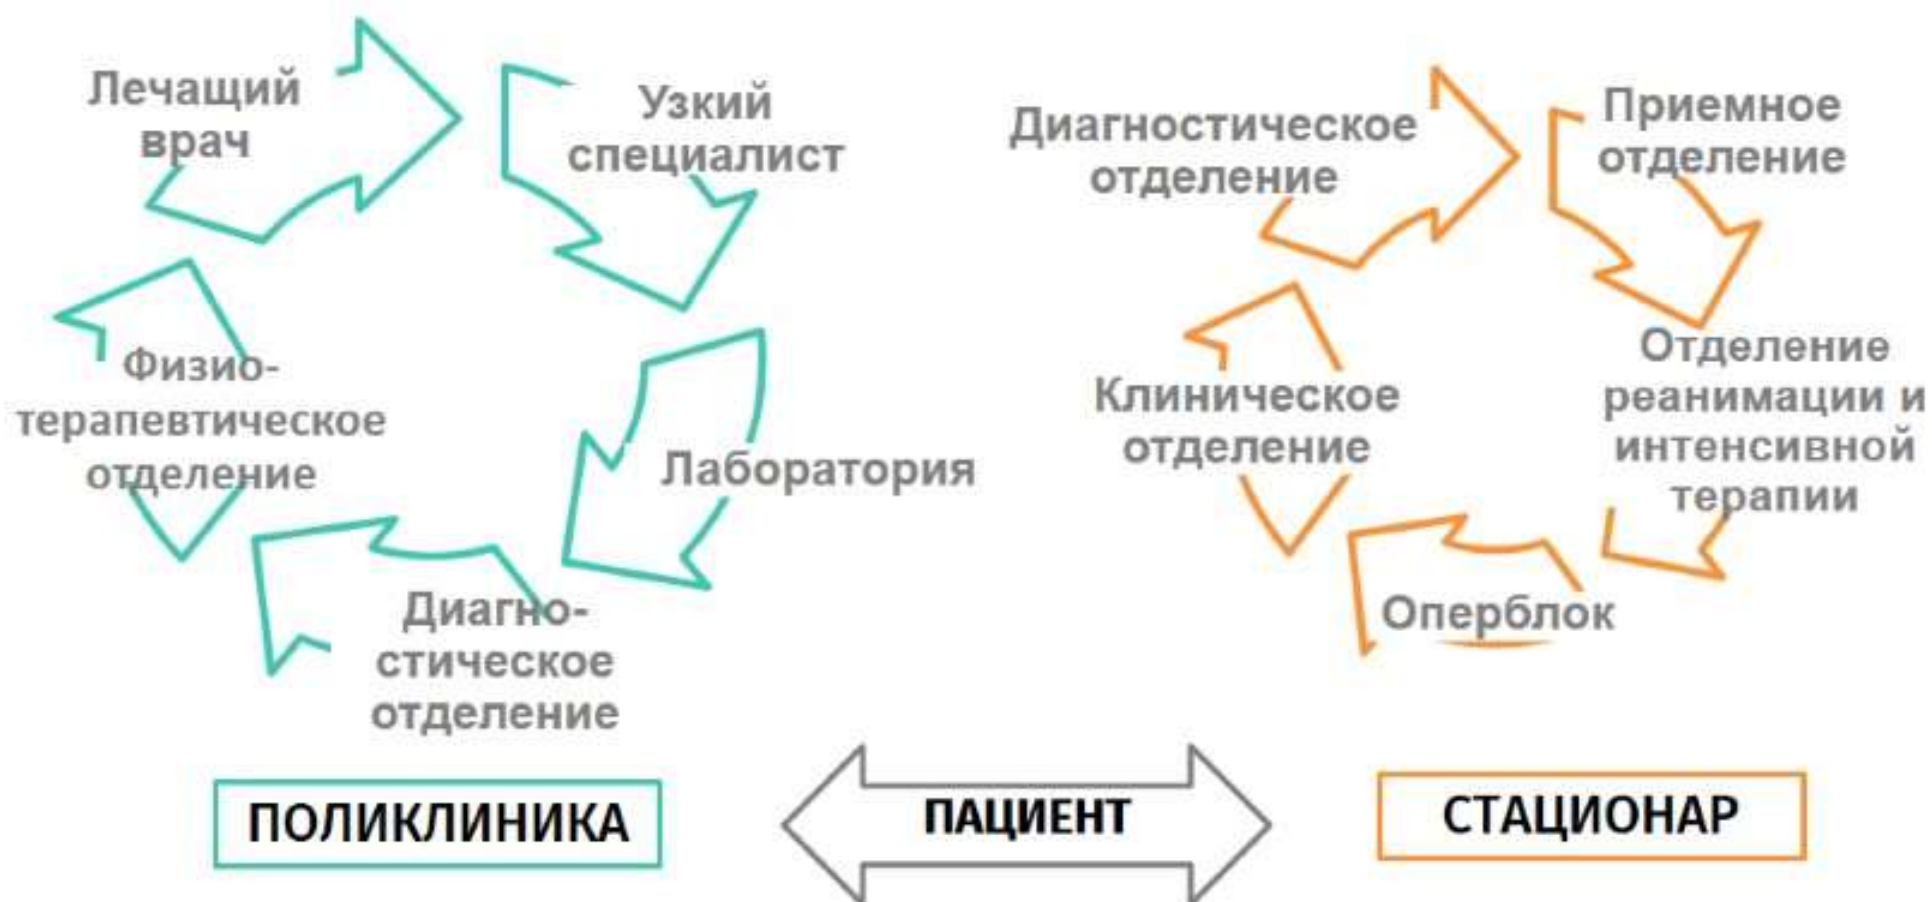 Лечащий
врач
Узкий
специалист
Лаборатория
Диагно-
стическое
отделение
Физио-
терапевтическое
отделение
Диагностическое
отделение
Приемное
отделение
Отделение
реанимации и
интенсивной
терапии
Оперблок
Клиническое
отделение
ПОЛИКЛИНИКА
ПАЦИЕНТ
СТАЦИОНАР